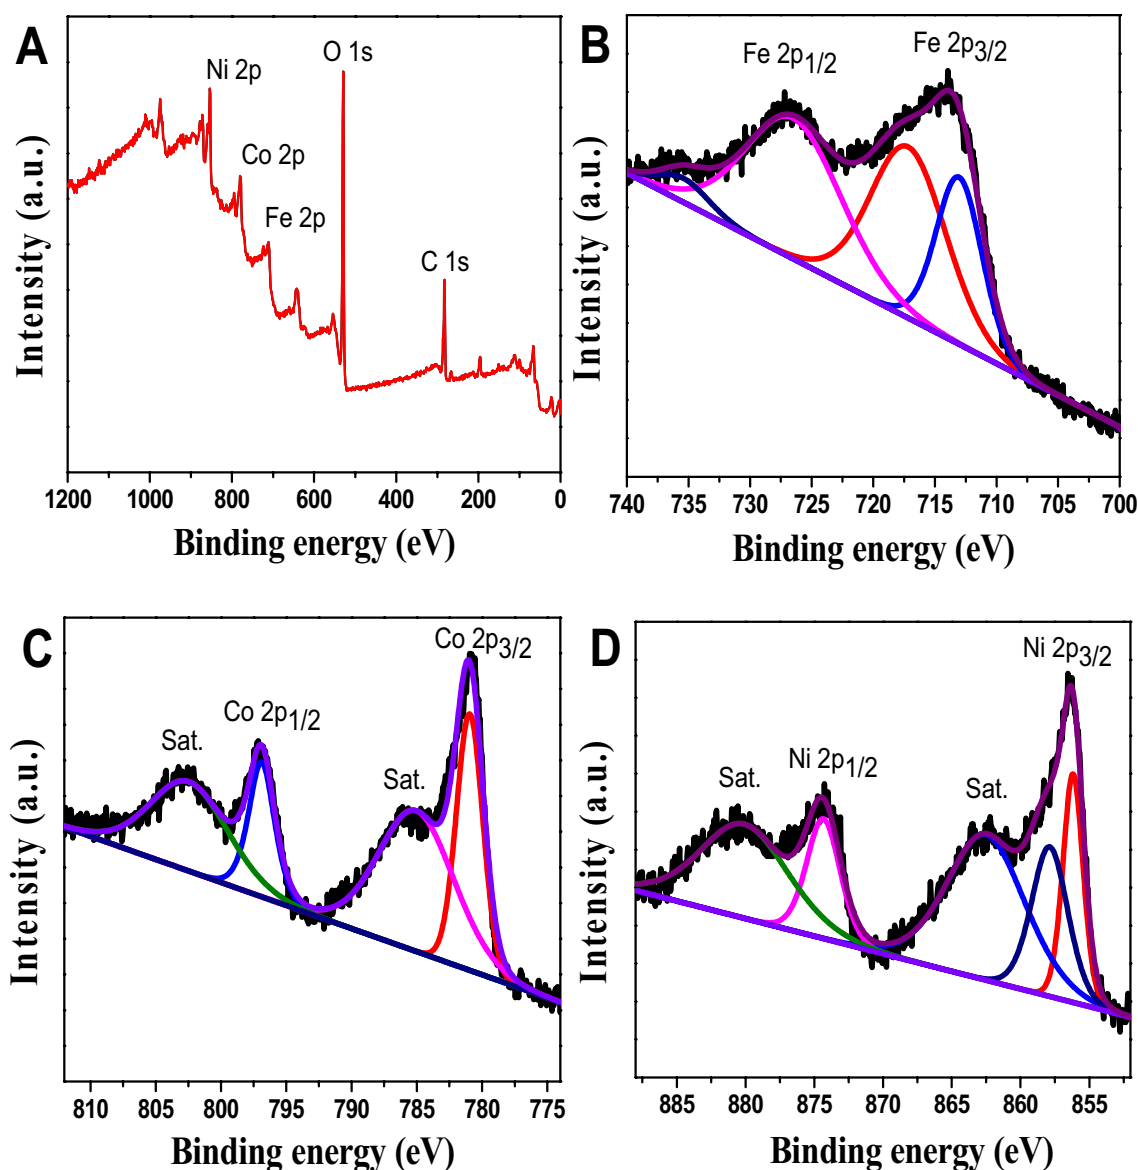 A
O 1s
Ni 2p
Co 2p
Fe 2p
C 1s
Intensity (a.u.)
1200 1000 800 600 400 200 0
Binding energy (eV)
B
Fe 2p1/2
Fe 2p3/2
Intensity (a.u.)
740 735 730 725 720 715 710 705 700
Binding energy (eV)
C
Co 2p3/2
Co 2p1/2
Sat.
Sat.
Intensity (a.u.)
810 805 800 795 790 785 780 775
Binding energy (eV)
D
Ni 2p3/2
Ni 2p1/2
Sat.
Sat.
Intensity (a.u.)
885 880 875 870 865 860 855
Binding energy (eV)